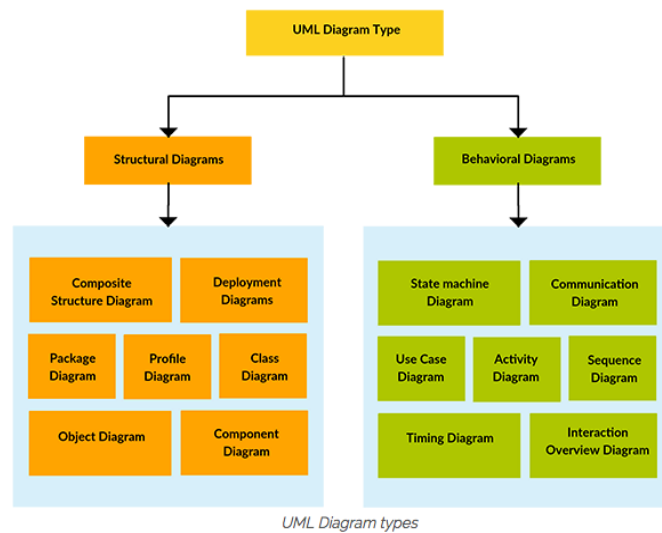 UML Diagram Type
Structural Diagrams
Behavioral Diagrams
Composite
Structure Diagram
Deployment
Diagrams
Package
Diagram
Profile
Diagram
Class
Diagram
Object Diagram
Component
Diagram
State machine
Diagram
Communication
Diagram
Use Case
Diagram
Activity
Diagram
Sequence
Diagram
Timing Diagram
Interaction
Overview Diagram
UML Diagram types